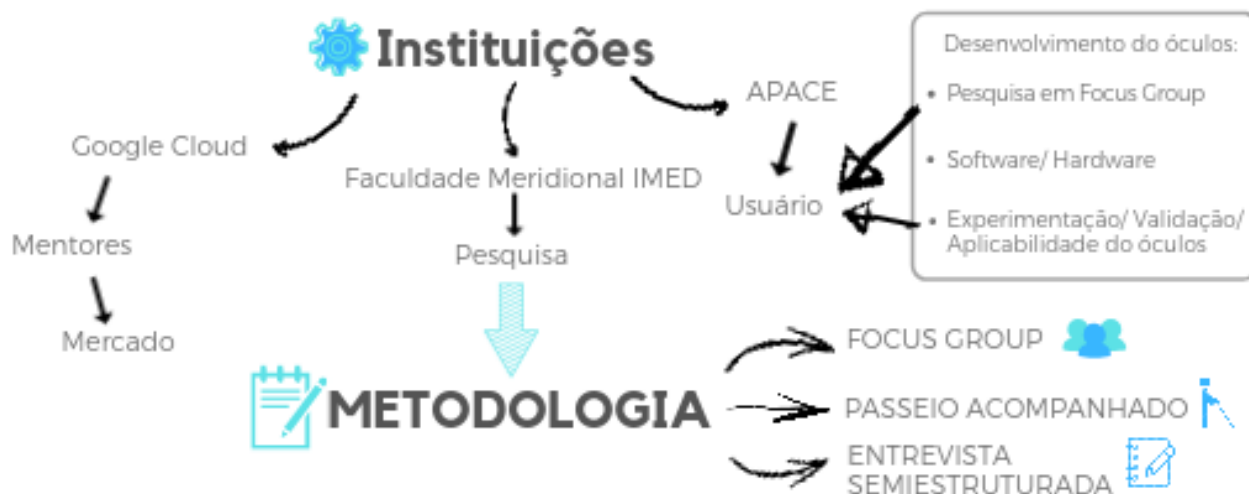 Instituições
Desenvolvimento do óculos:
• Pesquisa em Focus Group
• Software/ Hardware
• Experimentação/ Validação/
Aplicabilidade do óculos
APACE
Usuário
Google Cloud
Mentores
Mercado
Faculdade Meridional IMED
Pesquisa
METODOLOGIA
FOCUS GROUP
PASSEIO ACOMPANHADO
ENTREVISTA
SEMIESTRUTURADA